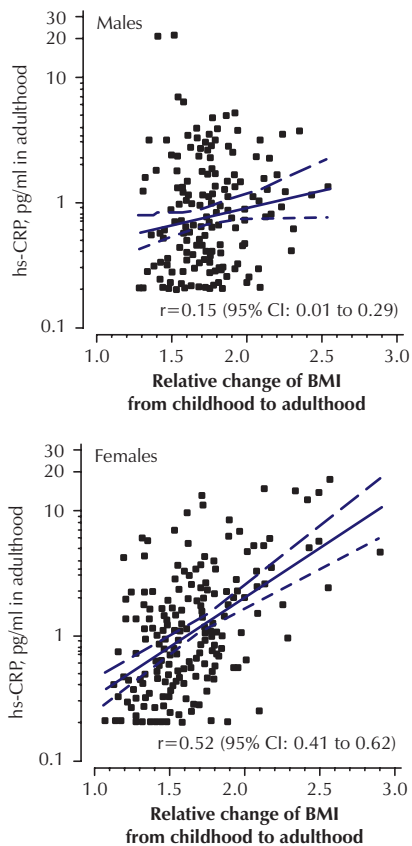 30
20
Males
10
hs-CRP, pg/ml in adulthood
1
r=0.15 (95% CI: 0.01 to 0.29)
0.1
1.0 1.5 2.0 2.5 3.0
Relative change of BMI
from childhood to adulthood
30
Females
20
10
hs-CRP, pg/ml in adulthood
1
r=0.52 (95% CI: 0.41 to 0.62)
0.1
1.0 1.5 2.0 2.5 3.0
Relative change of BMI
from childhood to adulthood